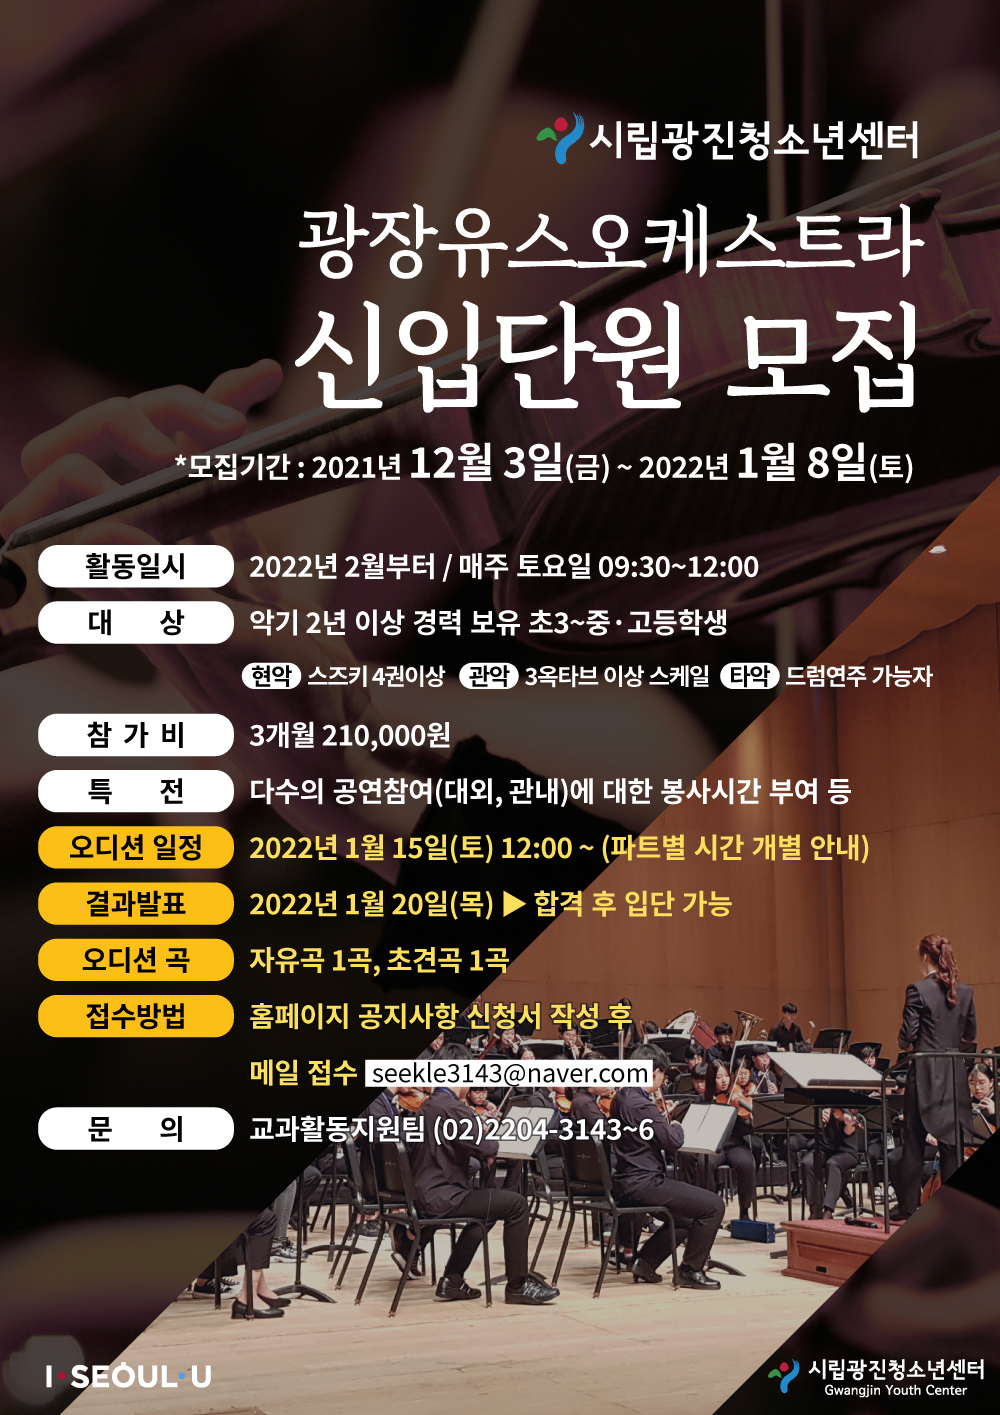 시립광진청소년센터
광장유스오케스트라
신입단원 모집
*모집기간 : 2021년 12월 3일(금) ~ 2022년 1월 8일(토)
활동일시 2022년 2월부터 / 매주 토요일 09:30~12:00
대 상 악기 2년 이상 경력 보유 초3~중·고등학생
현악 스즈키 4권이상 관악 3옥타브 이상 스케일 타악 드럼연주 가능자
참 가 비 3개월 210,000원
특 전 다수의 공연참여(대외, 관내)에 대한 봉사시간 부여 등
오디션 일정 2022년 1월 15일(토) 12:00 ~ (파트별 시간 개별 안내)
결과발표 2022년 1월 20일(목) ▶ 합격 후 입단 가능
오디션 곡 자유곡 1곡, 초견곡 1곡
접수방법 홈페이지 공지사항 신청서 작성 후
메일 접수 seekle3143@naver.com
문 의 교과활동지원팀 (02)2204-3143~6
I·SEOUL·U
시립광진청소년센터
Gwangjin Youth Center